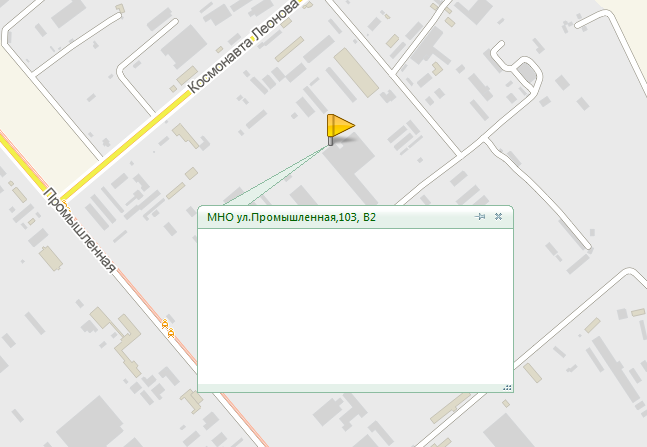 Космонавта Леонова
Промышленная
МНО ул.Промышленная,103, В2